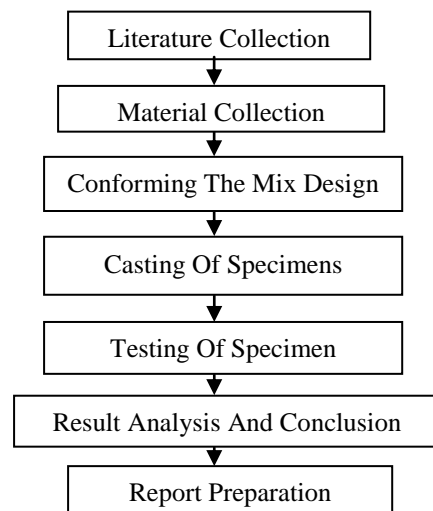 Literature Collection
Material Collection
Conforming The Mix Design
Casting Of Specimens
Testing Of Specimen
Result Analysis And Conclusion
Report Preparation